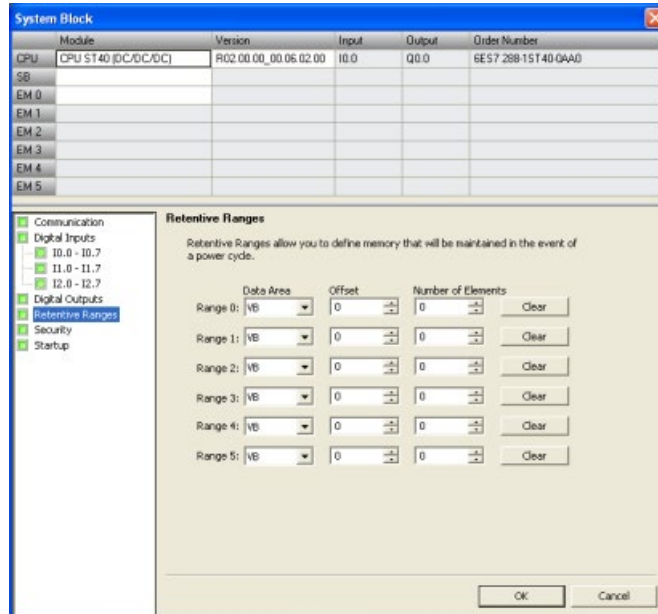 System Block
Module Version Input Output Order Number
CPU CPU ST40 (DC/DC/DC) R02.00.00_00.06.02.00 I0.0 Q0.0 6ES7 288-1ST40-0AA0
SB
EM 0
EM 1
EM 2
EM 3
EM 4
EM 5
Communication
Digital Inputs
I0.0 - I0.7
I1.0 - I1.7
I2.0 - I2.7
Digital Outputs
Retentive Ranges
Security
Startup
Retentive Ranges
Retentive Ranges allow you to define memory that will be maintained in the event of
a power cycle.
Data Area Offset Number of Elements
Range 0: VB 0 0 Clear
Range 1: VB 0 0 Clear
Range 2: VB 0 0 Clear
Range 3: VB 0 0 Clear
Range 4: VB 0 0 Clear
Range 5: VB 0 0 Clear
OK Cancel